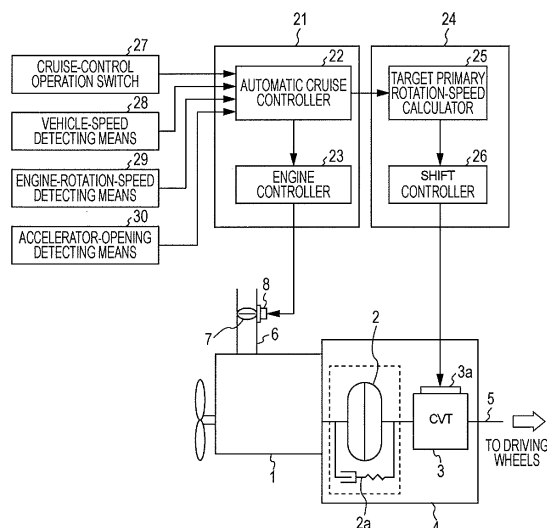 21
24
27
CRUISE-CONTROL
OPERATION SWITCH
22
AUTOMATIC CRUISE
CONTROLLER
25
TARGET PRIMARY
ROTATION-SPEED
CALCULATOR
28
VEHICLE-SPEED
DETECTING MEANS
29
ENGINE-ROTATION-SPEED
DETECTING MEANS
23
ENGINE
CONTROLLER
26
SHIFT
CONTROLLER
30
ACCELERATOR-OPENING
DETECTING MEANS
8
7
6
2
3a
5
CVT
TO DRIVING
WHEELS
3
1
2a
4